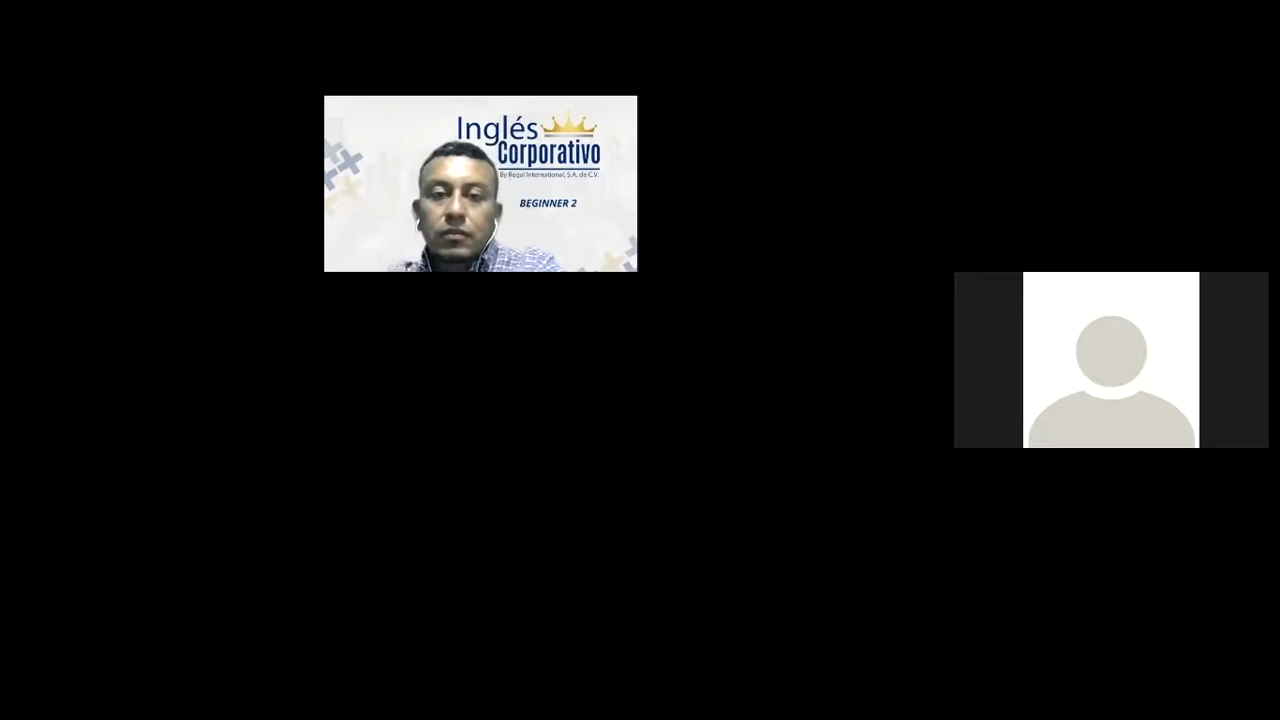 Inglés
Corporativo
By Regal International, S.A. de C.V.
BEGINNER 2